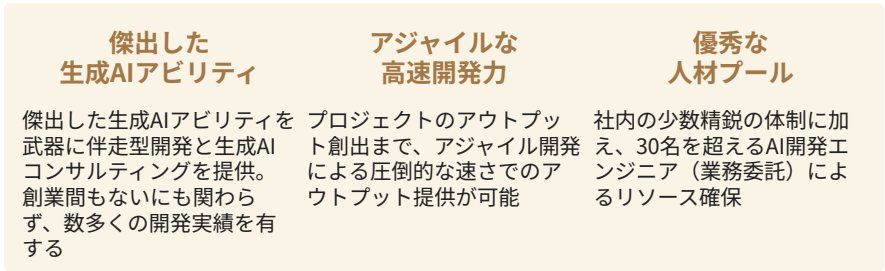 傑出した
生成AIアビリティ
傑出した生成AIアビリティを
武器に伴走型開発と生成AI
コンサルティングを提供。
創業間もないにも関わら
ず、数多くの開発実績を有
する
アジャイルな
高速開発力
プロジェクトのアウトプッ
ト創出まで、アジャイル開発
による圧倒的な速さでのア
ウトプット提供が可能
優秀な
人材プール
社内の少数精鋭の体制に加
え、30名を超えるAI開発エ
ンジニア（業務委託）によ
るリソース確保